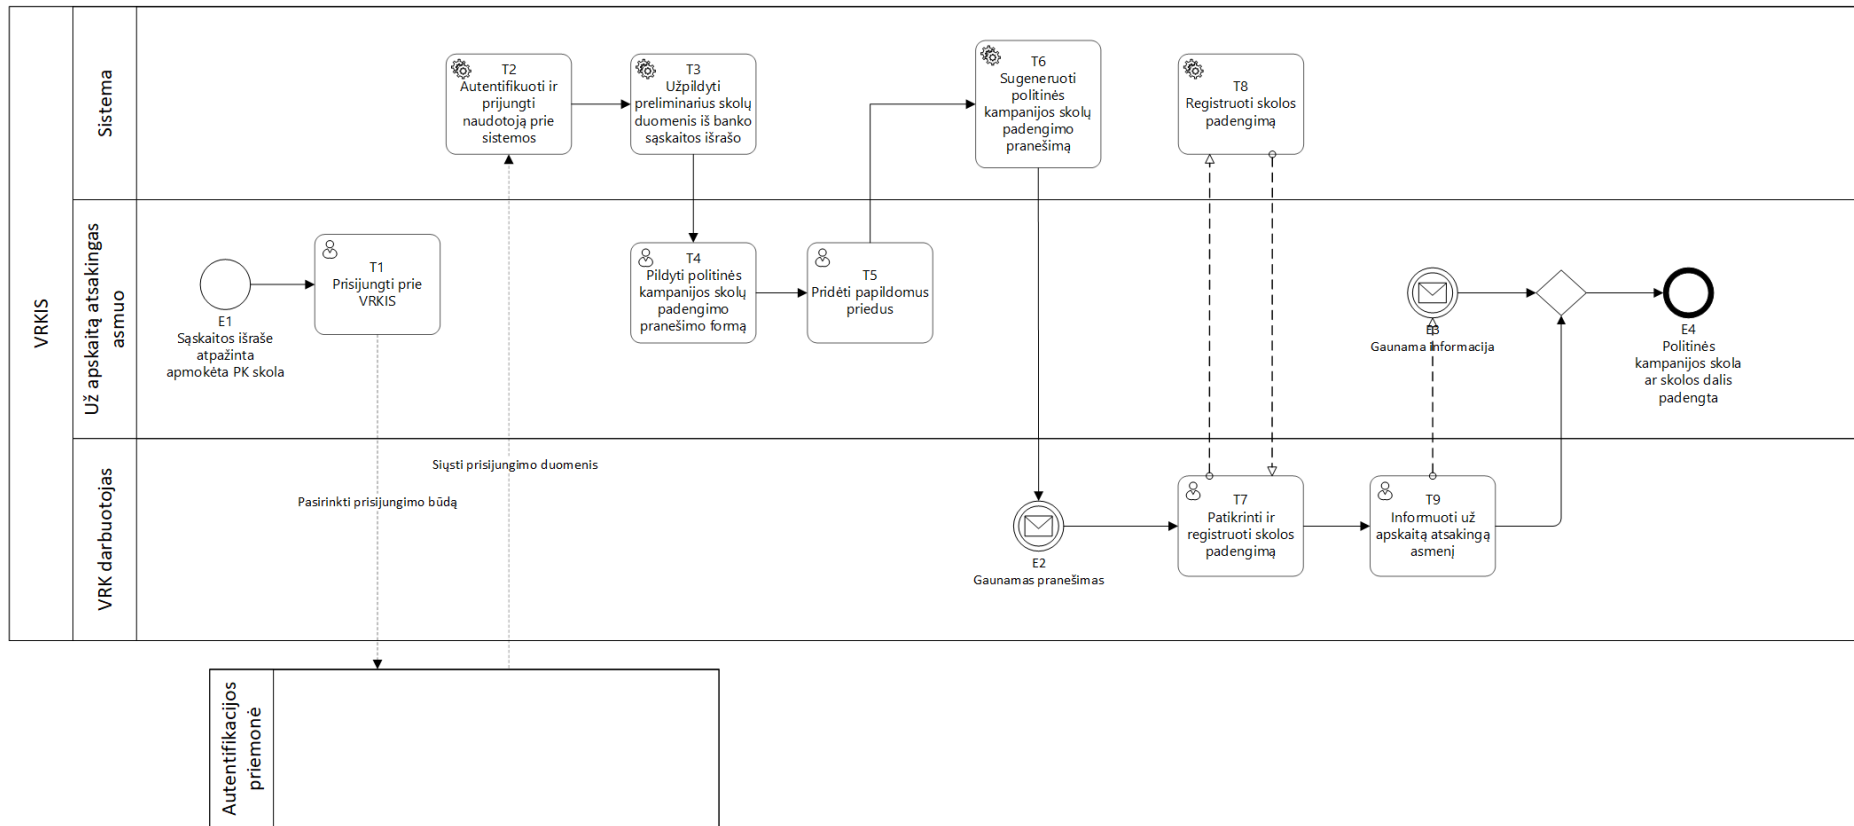 VRKIS
Sistema
T2
Autentifikuoti ir
prijungti
naudotoją prie
sistemos
T3
Užpildyti
preliminarius skolų
duomenis iš banko
sąskaitos išrašo
T6
Sugeneruoti
politinės
kampanijos skolų
padengimo
pranešimą
T8
Registruoti skolos
padengimą
Už apskaitą atsakingas
asmuo
E1
Sąskaitos išraše
atpažinta
apmokėta PK skola
T1
Prisijungti prie
VRKIS
T4
Pildyti politinės
kampanijos skolų
padengimo
pranešimo formą
T5
Pridėti papildomus
priedus
E3
Gaunama informacija
E4
Politinės
kampanijos skola
ar skolos dalis
padengta
VRK darbuotojas
Siųsti prisijungimo duomenis
Pasirinkti prisijungimo būdą
E2
Gaunamas pranešimas
T7
Patikrinti ir
registruoti skolos
padengimą
T9
Informuoti už
apskaitą atsakingą
asmenį
Autentifikacijos
priemonė